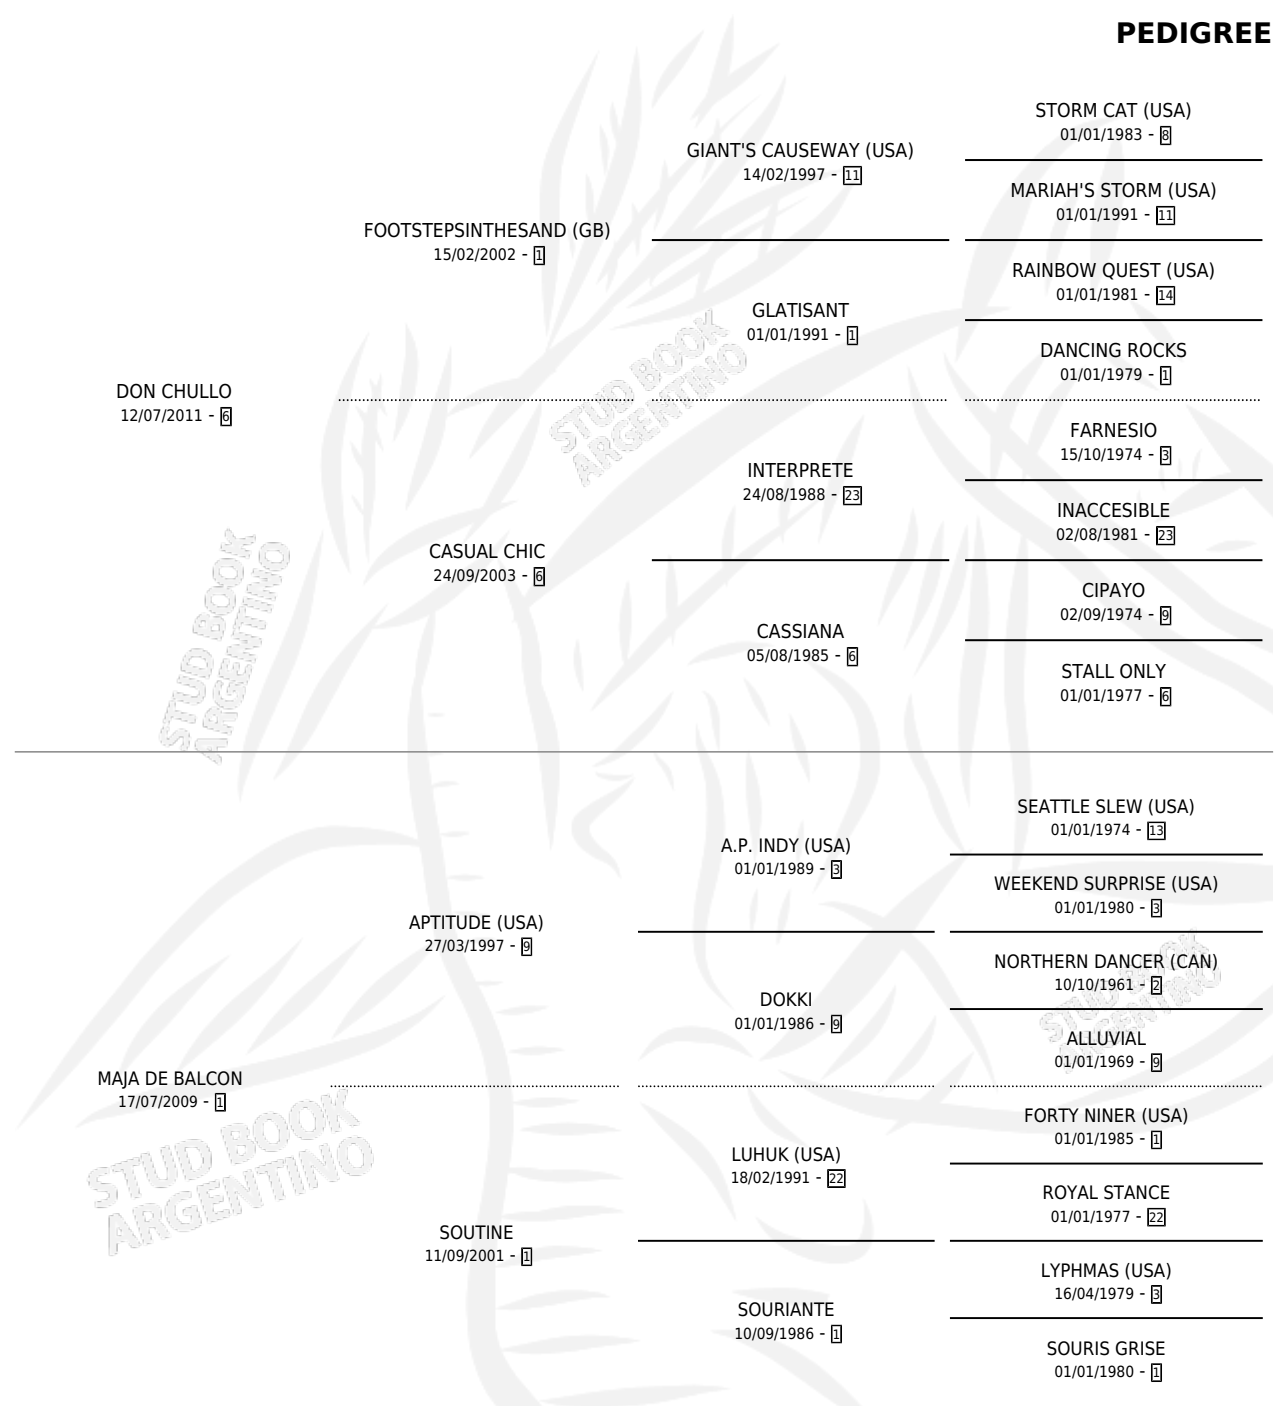 PEDIGREE
STORM CAT (USA)
01/01/1983 - 8
GIANT'S CAUSEWAY (USA)
14/02/1997 - 11
MARIAH'S STORM (USA)
01/01/1991 - 11
FOOTSTEPSINTHESAND (GB)
15/02/2002 - 1
RAINBOW QUEST (USA)
01/01/1981 - 14
GLATISANT
01/01/1991 - 1
DANCING ROCKS
01/01/1979 - 1
DON CHULLO
12/07/2011 - 6
FARNESIO
15/10/1974 - 3
INTERPRETE
24/08/1988 - 23
INACCESIBLE
02/08/1981 - 23
CASUAL CHIC
24/09/2003 - 6
CIPAYO
02/09/1974 - 9
CASSIANA
05/08/1985 - 6
STALL ONLY
01/01/1977 - 6
SEATTLE SLEW (USA)
01/01/1974 - 13
A.P. INDY (USA)
01/01/1989 - 3
WEEKEND SURPRISE (USA)
01/01/1980 - 3
APTITUDE (USA)
27/03/1997 - 9
NORTHERN DANCER (CAN)
10/10/1961 - 2
DOKKI
01/01/1986 - 9
ALLUVIAL
01/01/1969 - 9
MAJA DE BALCON
17/07/2009 - 1
FORTY NINER (USA)
01/01/1985 - 1
LUHUK (USA)
18/02/1991 - 22
ROYAL STANCE
01/01/1977 - 22
SOUTINE
11/09/2001 - 1
LYPHMAS (USA)
16/04/1979 - 3
SOURIANTE
10/09/1986 - 1
SOURIS GRISE
01/01/1980 - 1
STUD BOOK
ARGENTINO
STUD BOOK
ARGENTINO
STUD BOOK
ARGENTINO
STUD BOOK
ARGENTINO